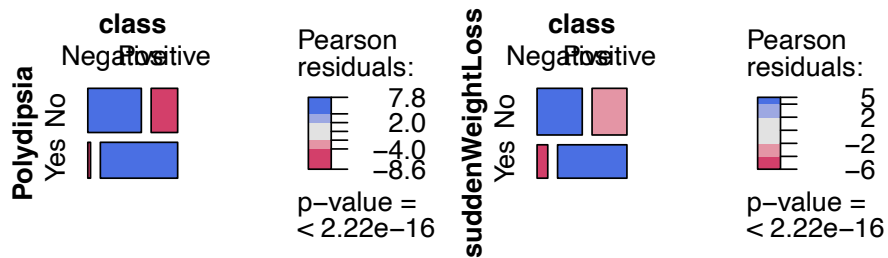 class
Negative Positive
Polydipsia
No
Yes
Pearson
residuals:
7.8
2.0
−4.0
−8.6
p−value =
< 2.22e−16
class
Negative Positive
suddenWeightLoss
No
Yes
Pearson
residuals:
5
2
−2
−6
p−value =
< 2.22e−16